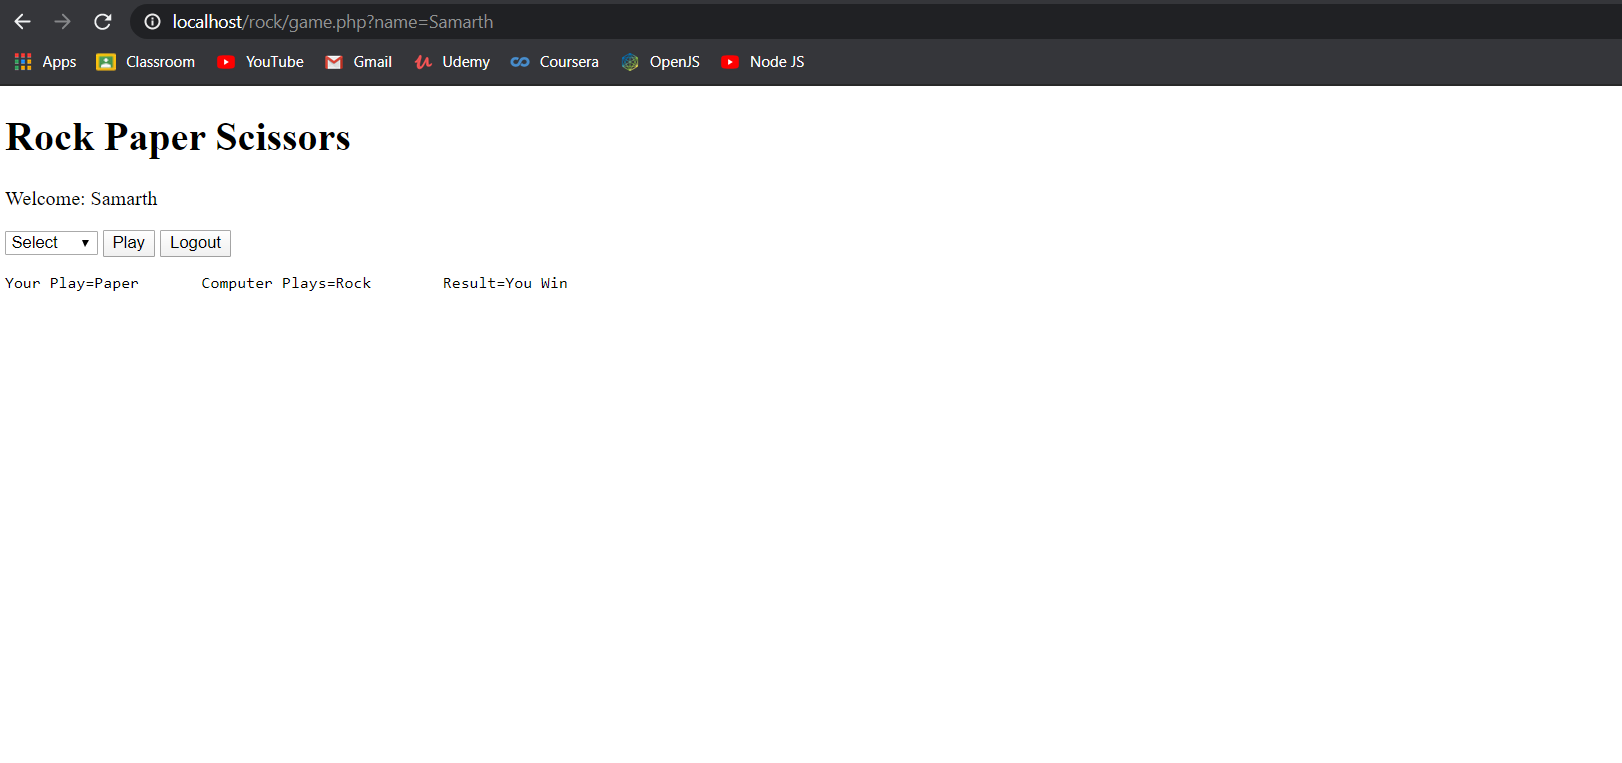 localhost/rock/game.php?name=Samarth
Apps Classroom YouTube Gmail Udemy Coursera OpenJS Node JS
Rock Paper Scissors
Welcome: Samarth
Select Play Logout
Your Play=Paper Computer Plays=Rock Result=You Win